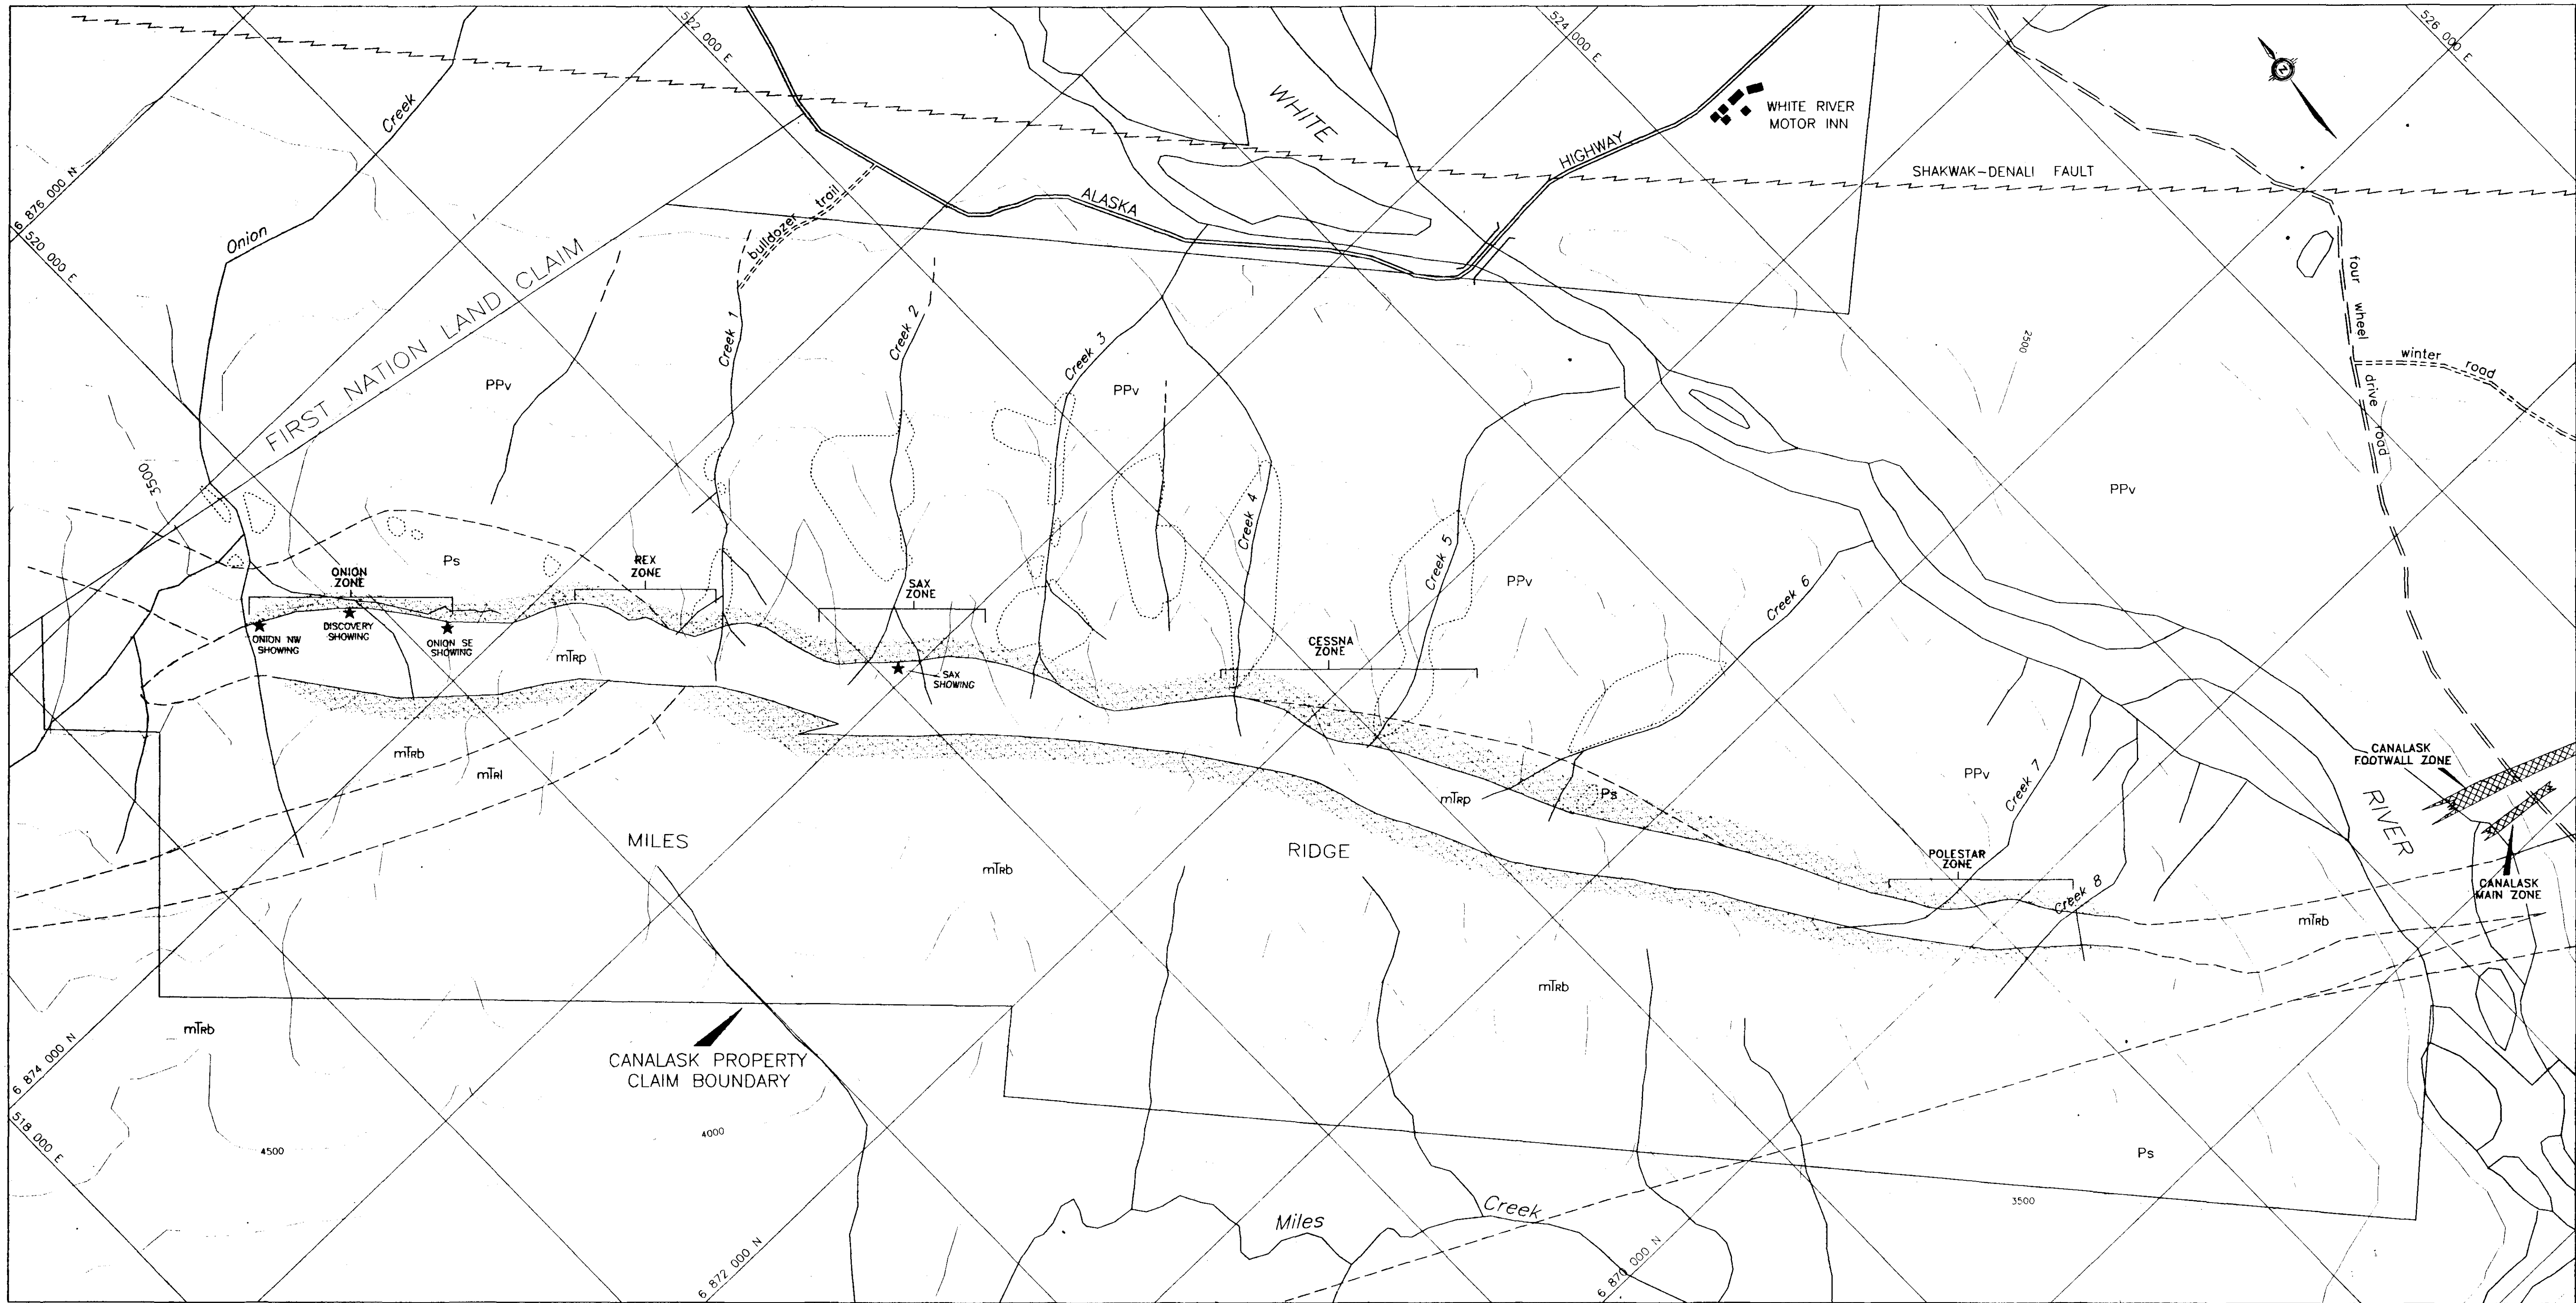 522 000 E
524 000 E
526 000 E
N
Creek
WHITE
WHITE RIVER
MOTOR INN
HIGHWAY
SHAKWAK-DENALI FAULT
6 876 000 N
520 000 E
Onion
bulldozer trail
ALASKA
FIRST NATION LAND CLAIM
four wheel drive road
winter road
2500
Creek 1
Creek 2
Creek 3
PPv
PPv
3500
PPv
Creek 4
Creek 5
PPv
Creek 6
Ps
ONION
ZONE
REX
ZONE
SAX
ZONE
CESSNA
ZONE
ONION NW
SHOWING
DISCOVERY
SHOWING
ONION SE
SHOWING
mTRp
SAX
SHOWING
mTRb
mTRl
mTRp
Ps
PPv
Creek 7
CANALASK
FOOTWALL ZONE
RIVER
MILES
RIDGE
mTRb
POLESTAR
ZONE
Creek 8
CANALASK
MAIN ZONE
mTRb
mTRb
mTRb
6 874 000 N
518 000 E
CANALASK PROPERTY
CLAIM BOUNDARY
4500
4000
Ps
3500
Miles
Creek
6 872 000 N
6 870 000 N